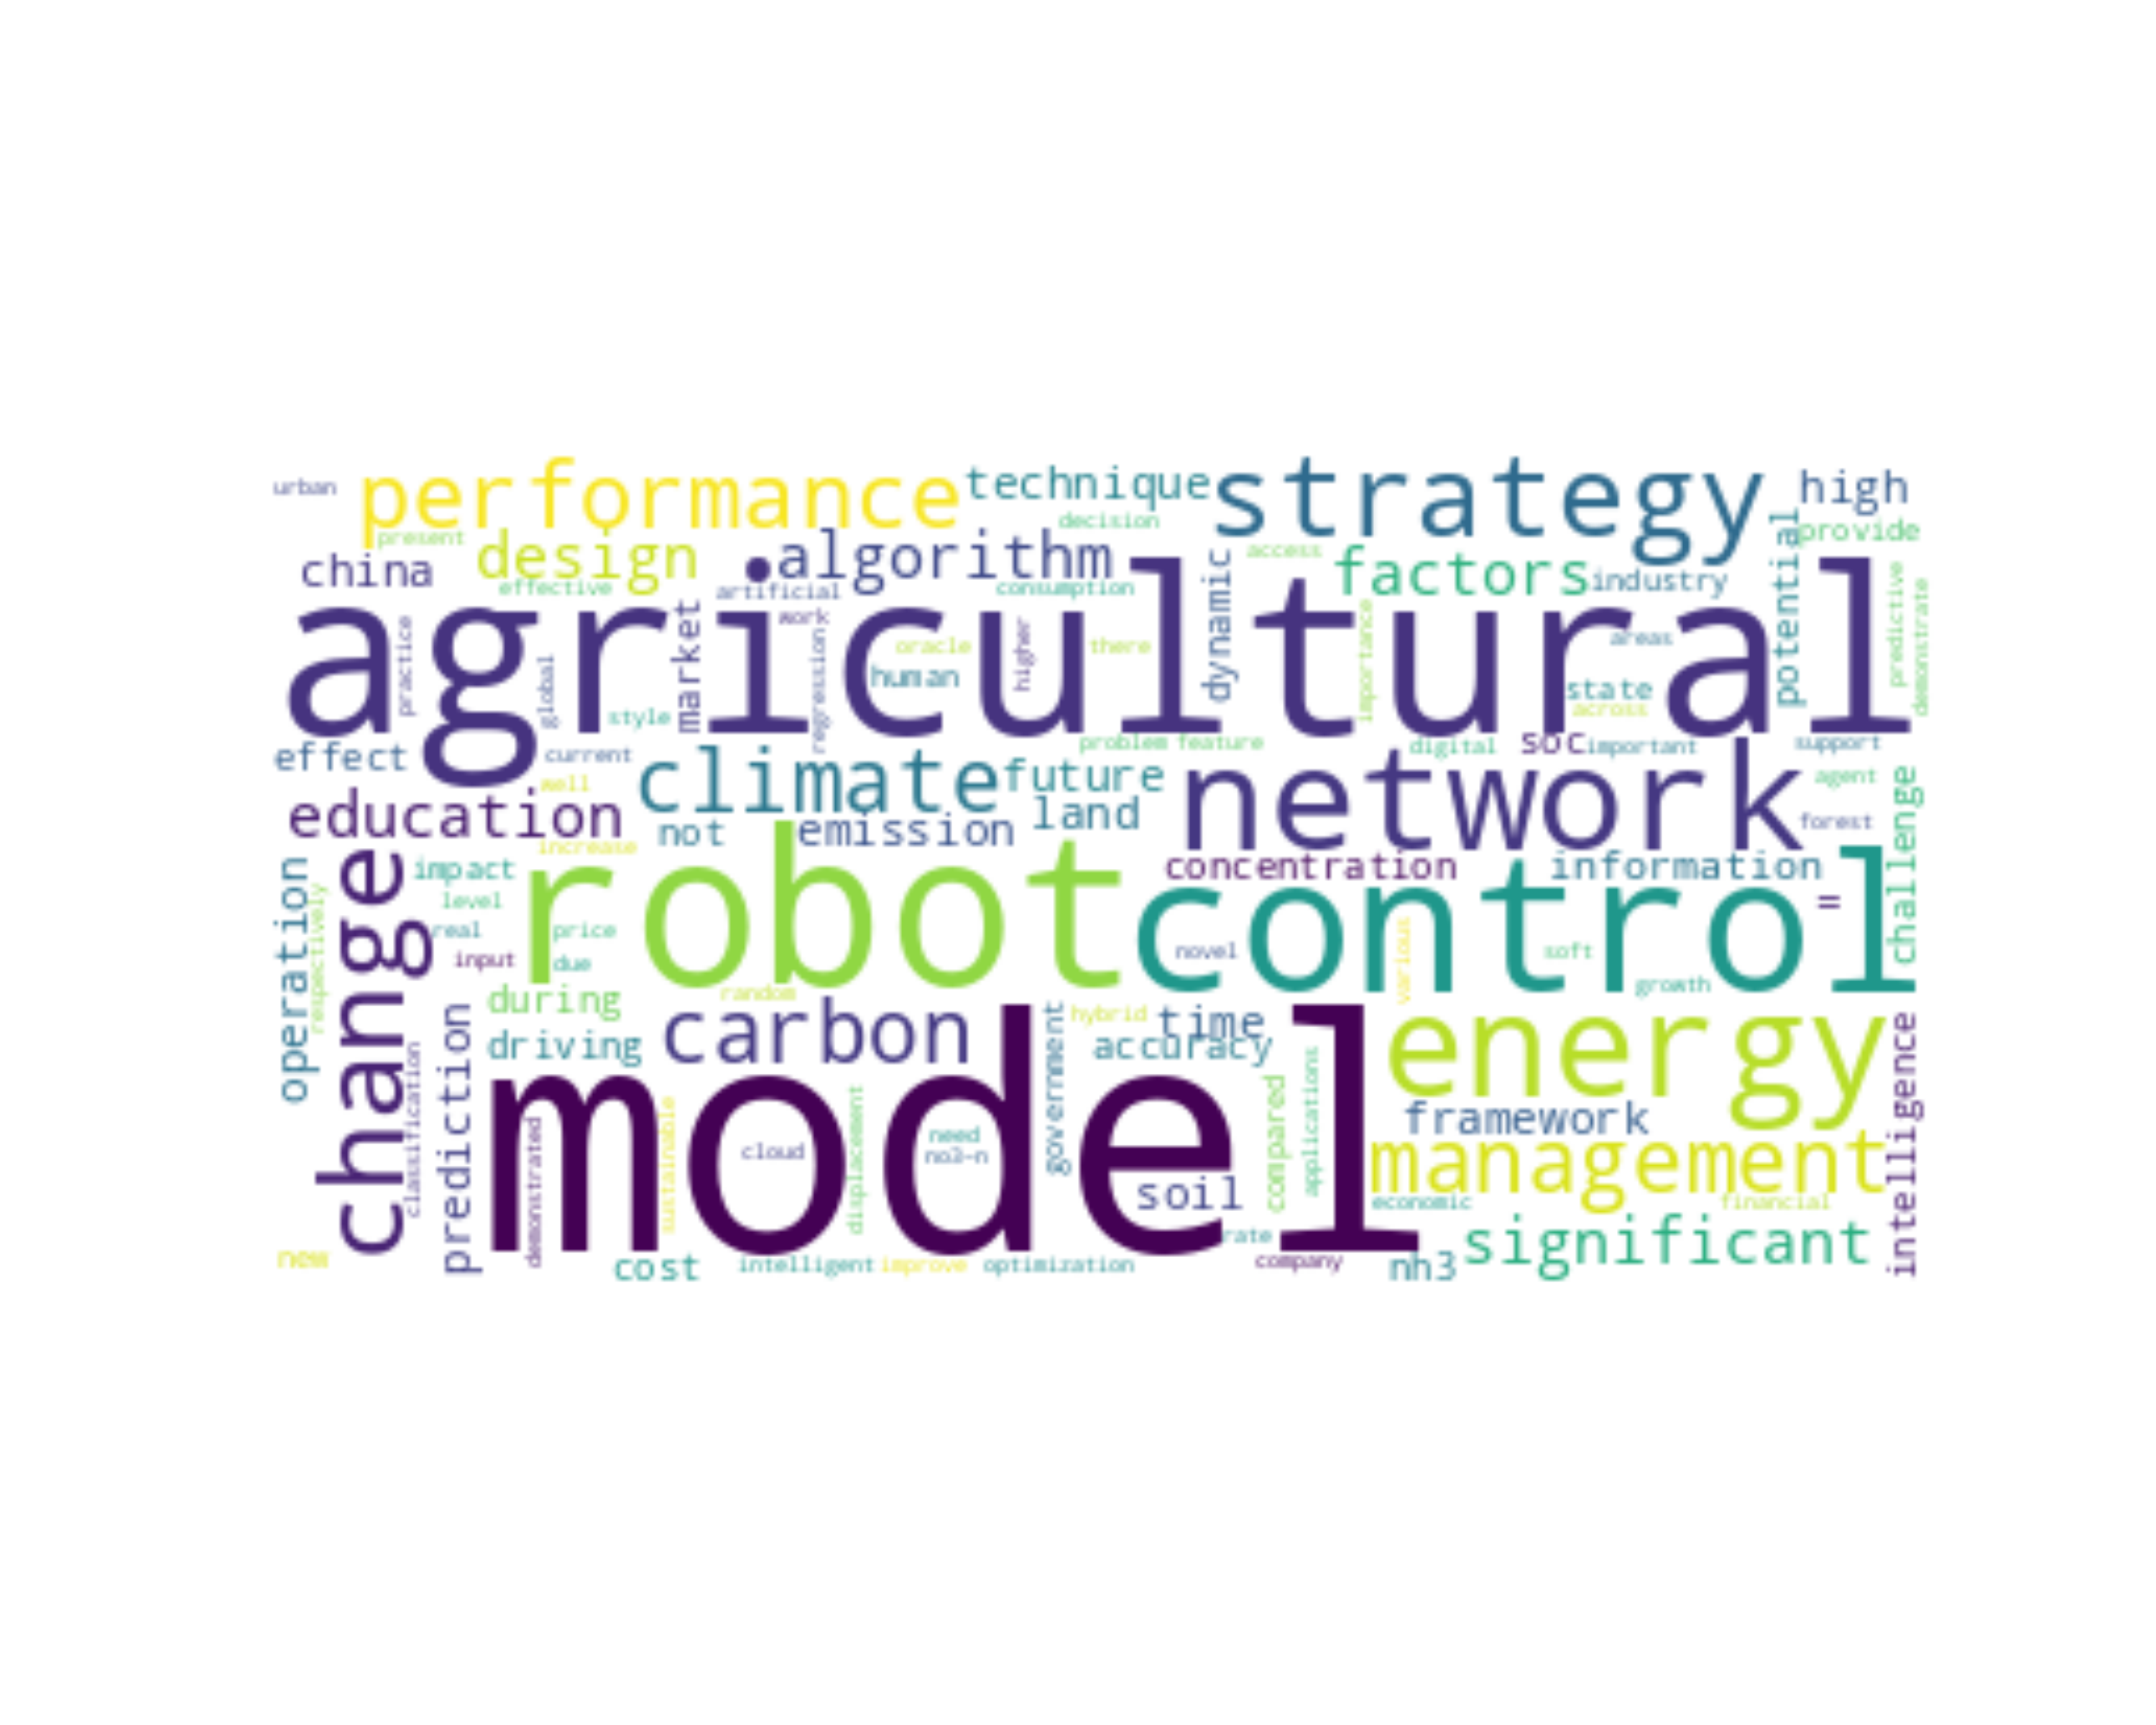 urban performance technique strategy high
present decision provide
china design algorithm access factors industry potential
effective artificial consumption dynamic
agricultural
practice global style market work regression oracle human higher there importance areas state across predictive demonstrate
effect current problem feature digital soc important support
well climate future network agent
education not emission land forest challenge
increase
operation respectively change impact robot concentration information
level control =
real price novel various soft
input due growth
during random hybrid time
driving carbon government accuracy energy
classification prediction model compared applications framework intelligence
demonstrated sustainable cloud displacement need management
no3-n
soil economic financial
rate significant
new cost intelligent improve optimization company nh3